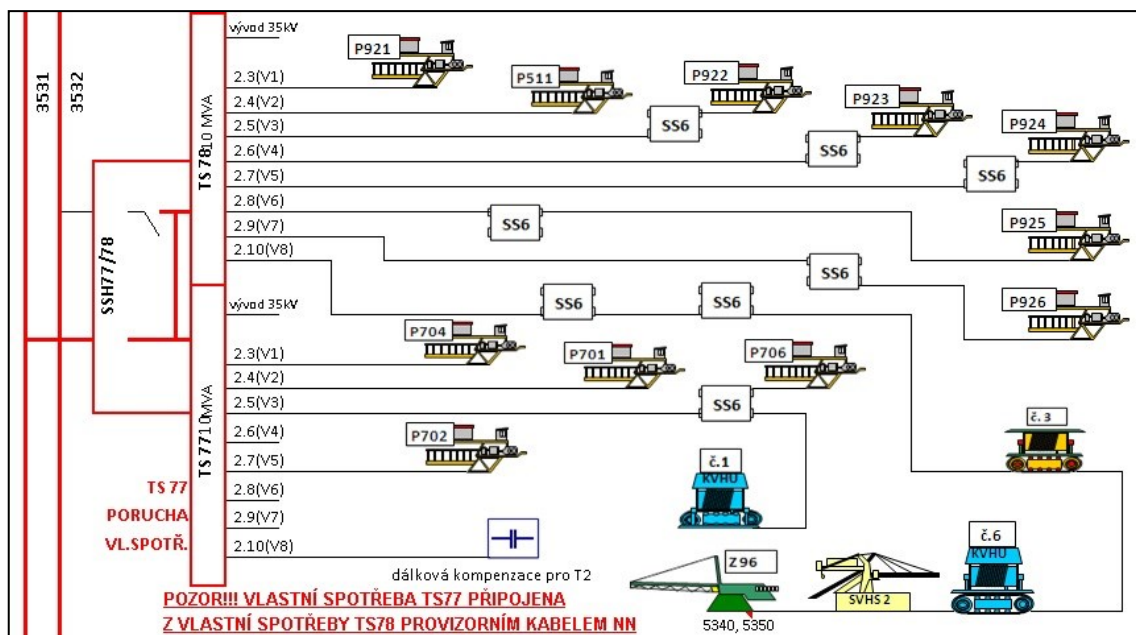 3531
3532
SSH77/78
TS 78 10 MVA
vývod 35kV
2.3(V1)
2.4(V2)
2.5(V3)
2.6(V4)
2.7(V5)
2.8(V6)
2.9(V7)
2.10(V8)
P921
P511
P922
P923
P924
P925
P926
SS6
SS6
SS6
SS6
SS6
SS6
SS6
TS 77 10MVA
vývod 35kV
2.3(V1)
2.4(V2)
2.5(V3)
2.6(V4)
2.7(V5)
2.8(V6)
2.9(V7)
2.10(V8)
P704
P701
P706
SS6
P702
č.1
KVHU
č.3
č.6
KVHU
TS 77
PORUCHA
VL.SPOTŘ.
dálková kompenzace pro T2
Z 96
5340, 5350
SVHS 2
POZOR!!! VLASTNÍ SPOTŘEBA TS77 PŘIPOJENA
Z VLASTNÍ SPOTŘEBY TS78 PROVIZORNÍM KABELEM NN